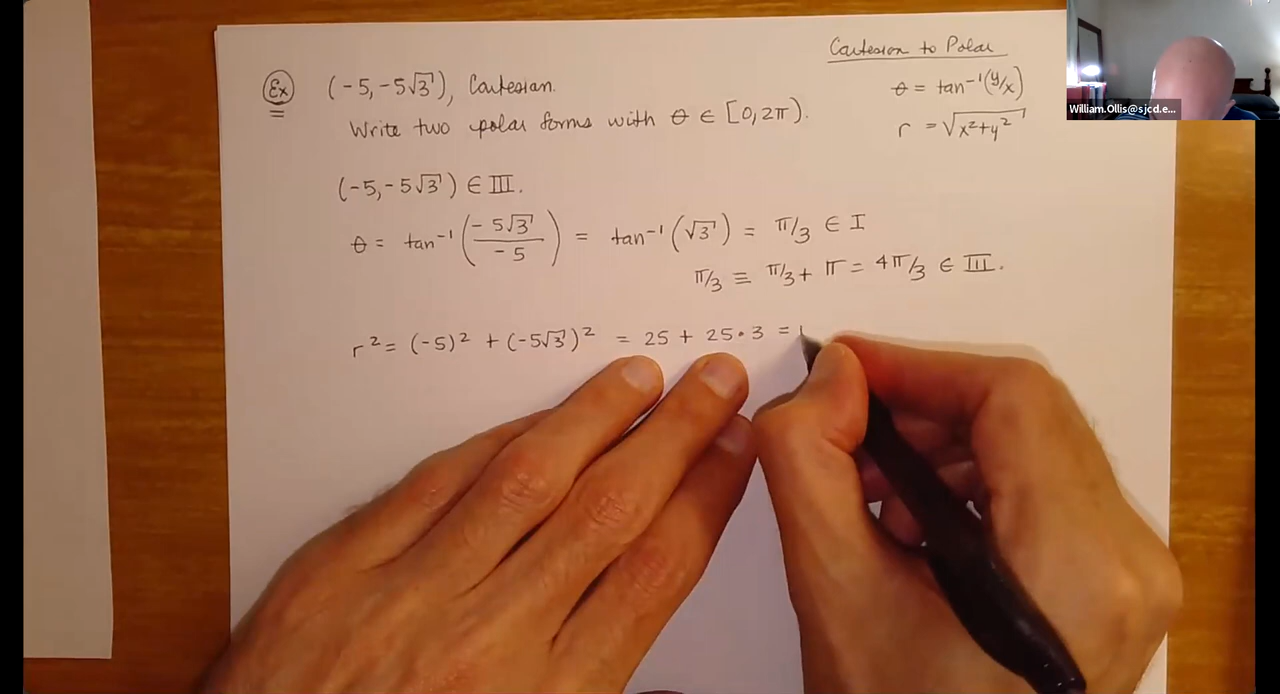 Cartesian to Polar
θ = tan⁻¹(y/x)
r = √(x²+y²)
William.Ollis@sjcd.e...
Ex (-5, -5√3), Cartesian.
Write two polar forms with θ ∈ [0, 2π).
(-5, -5√3) ∈ III.
θ = tan⁻¹(-5√3/-5) = tan⁻¹(√3) = π/3 ∈ I
π/3 ≡ π/3 + π = 4π/3 ∈ III.
r² = (-5)² + (-5√3)² = 25 + 25•3 =